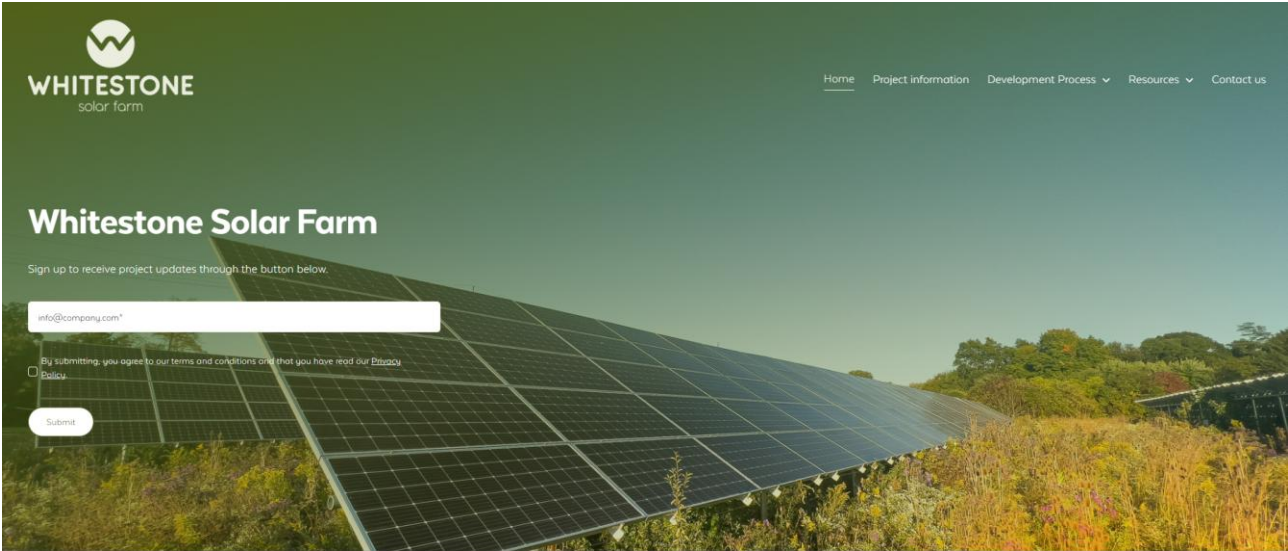 WHITESTONE
solar farm
Home Project information Development Process Resources Contact us
Whitestone Solar Farm
Sign up to receive project updates through the button below.
info@company.com*
By submitting, you agree to our terms and conditions and that you have read our Privacy
Policy.
Submit